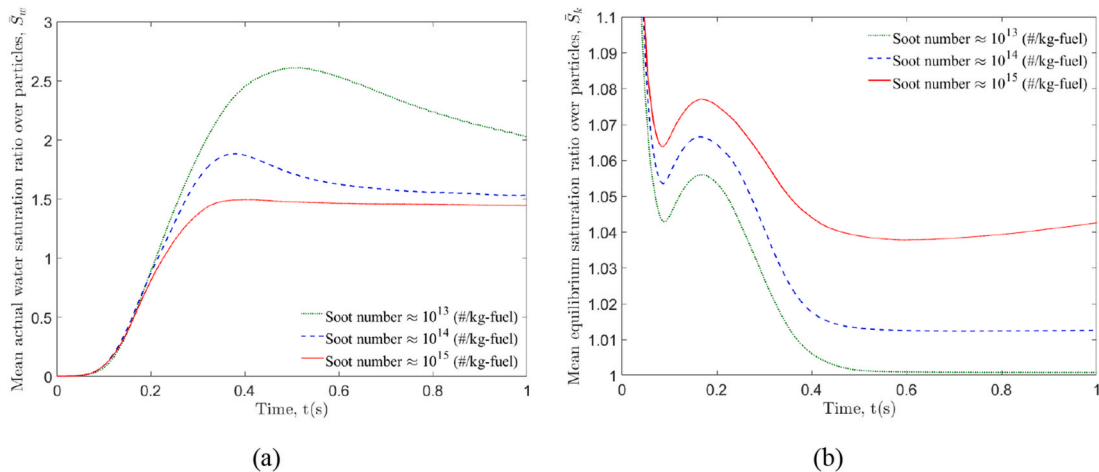 Mean actual water saturation ratio over particles, S̄_w
3
2.5
2
1.5
1
0.5
0
0 0.2 0.4 0.6 0.8 1
Time, t(s)
Soot number ≈ 10^13 (#/kg-fuel)
Soot number ≈ 10^14 (#/kg-fuel)
Soot number ≈ 10^15 (#/kg-fuel)
(a)
Mean equilibrium saturation ratio over particles, S̄_k
1.1
1.09
1.08
1.07
1.06
1.05
1.04
1.03
1.02
1.01
1
0 0.2 0.4 0.6 0.8 1
Time, t(s)
Soot number ≈ 10^13 (#/kg-fuel)
Soot number ≈ 10^14 (#/kg-fuel)
Soot number ≈ 10^15 (#/kg-fuel)
(b)